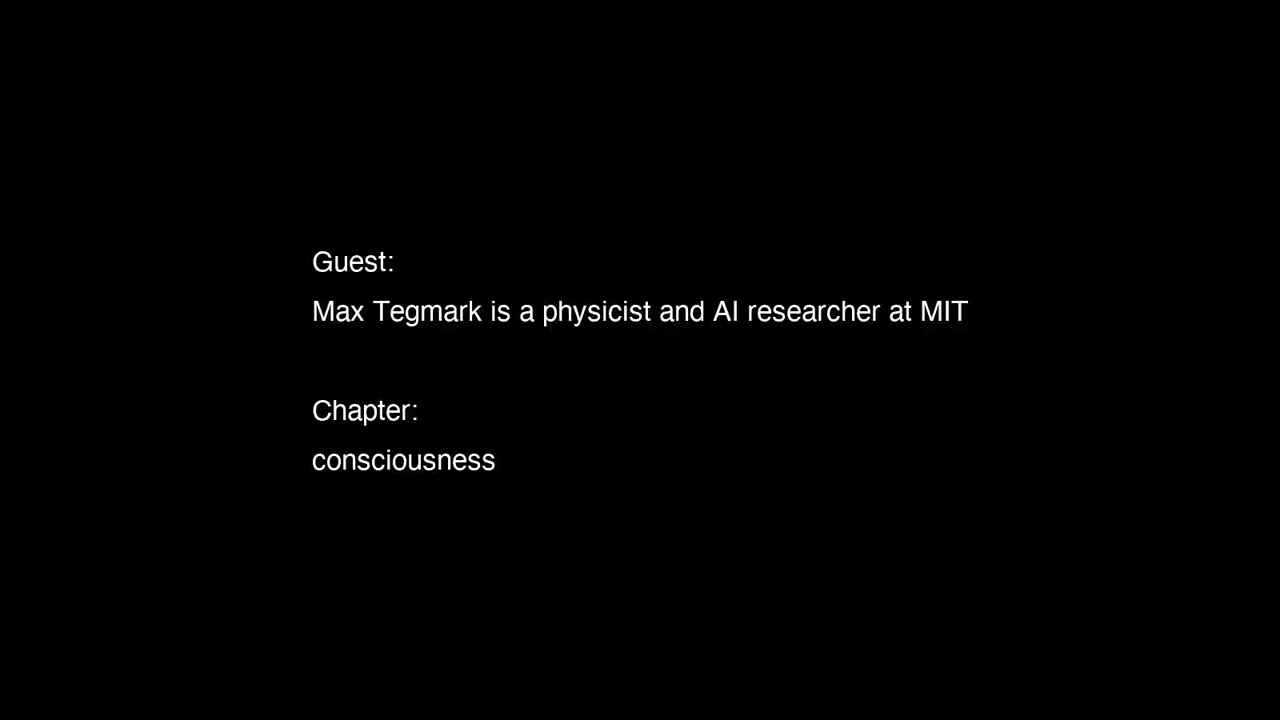 Guest:
Max Tegmark is a physicist and AI researcher at MIT
Chapter:
consciousness